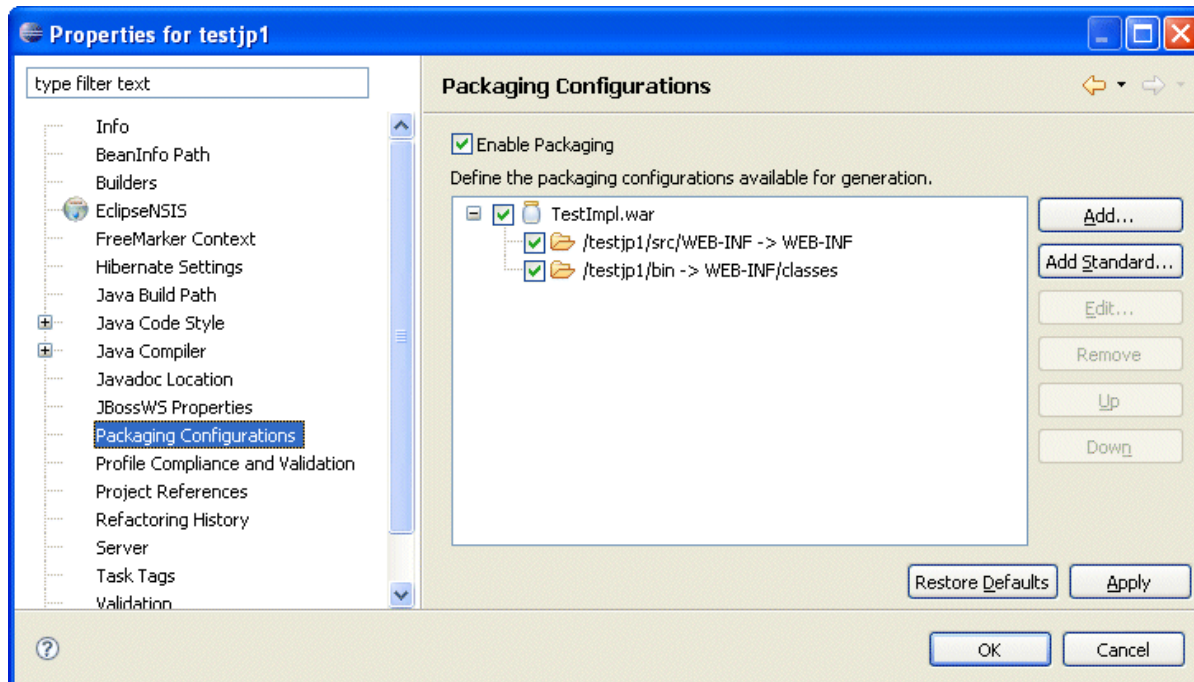 Properties for testjp1
type filter text
Info
BeanInfo Path
Builders
EclipseNSIS
FreeMarker Context
Hibernate Settings
Java Build Path
Java Code Style
Java Compiler
Javadoc Location
JBossWS Properties
Packaging Configurations
Profile Compliance and Validation
Project References
Refactoring History
Server
Task Tags
Validation
Packaging Configurations
Enable Packaging
Define the packaging configurations available for generation.
TestImpl.war
/testjp1/src/WEB-INF -> WEB-INF
/testjp1/bin -> WEB-INF/classes
Add...
Add Standard...
Edit...
Remove
Up
Down
Restore Defaults
Apply
?
OK
Cancel